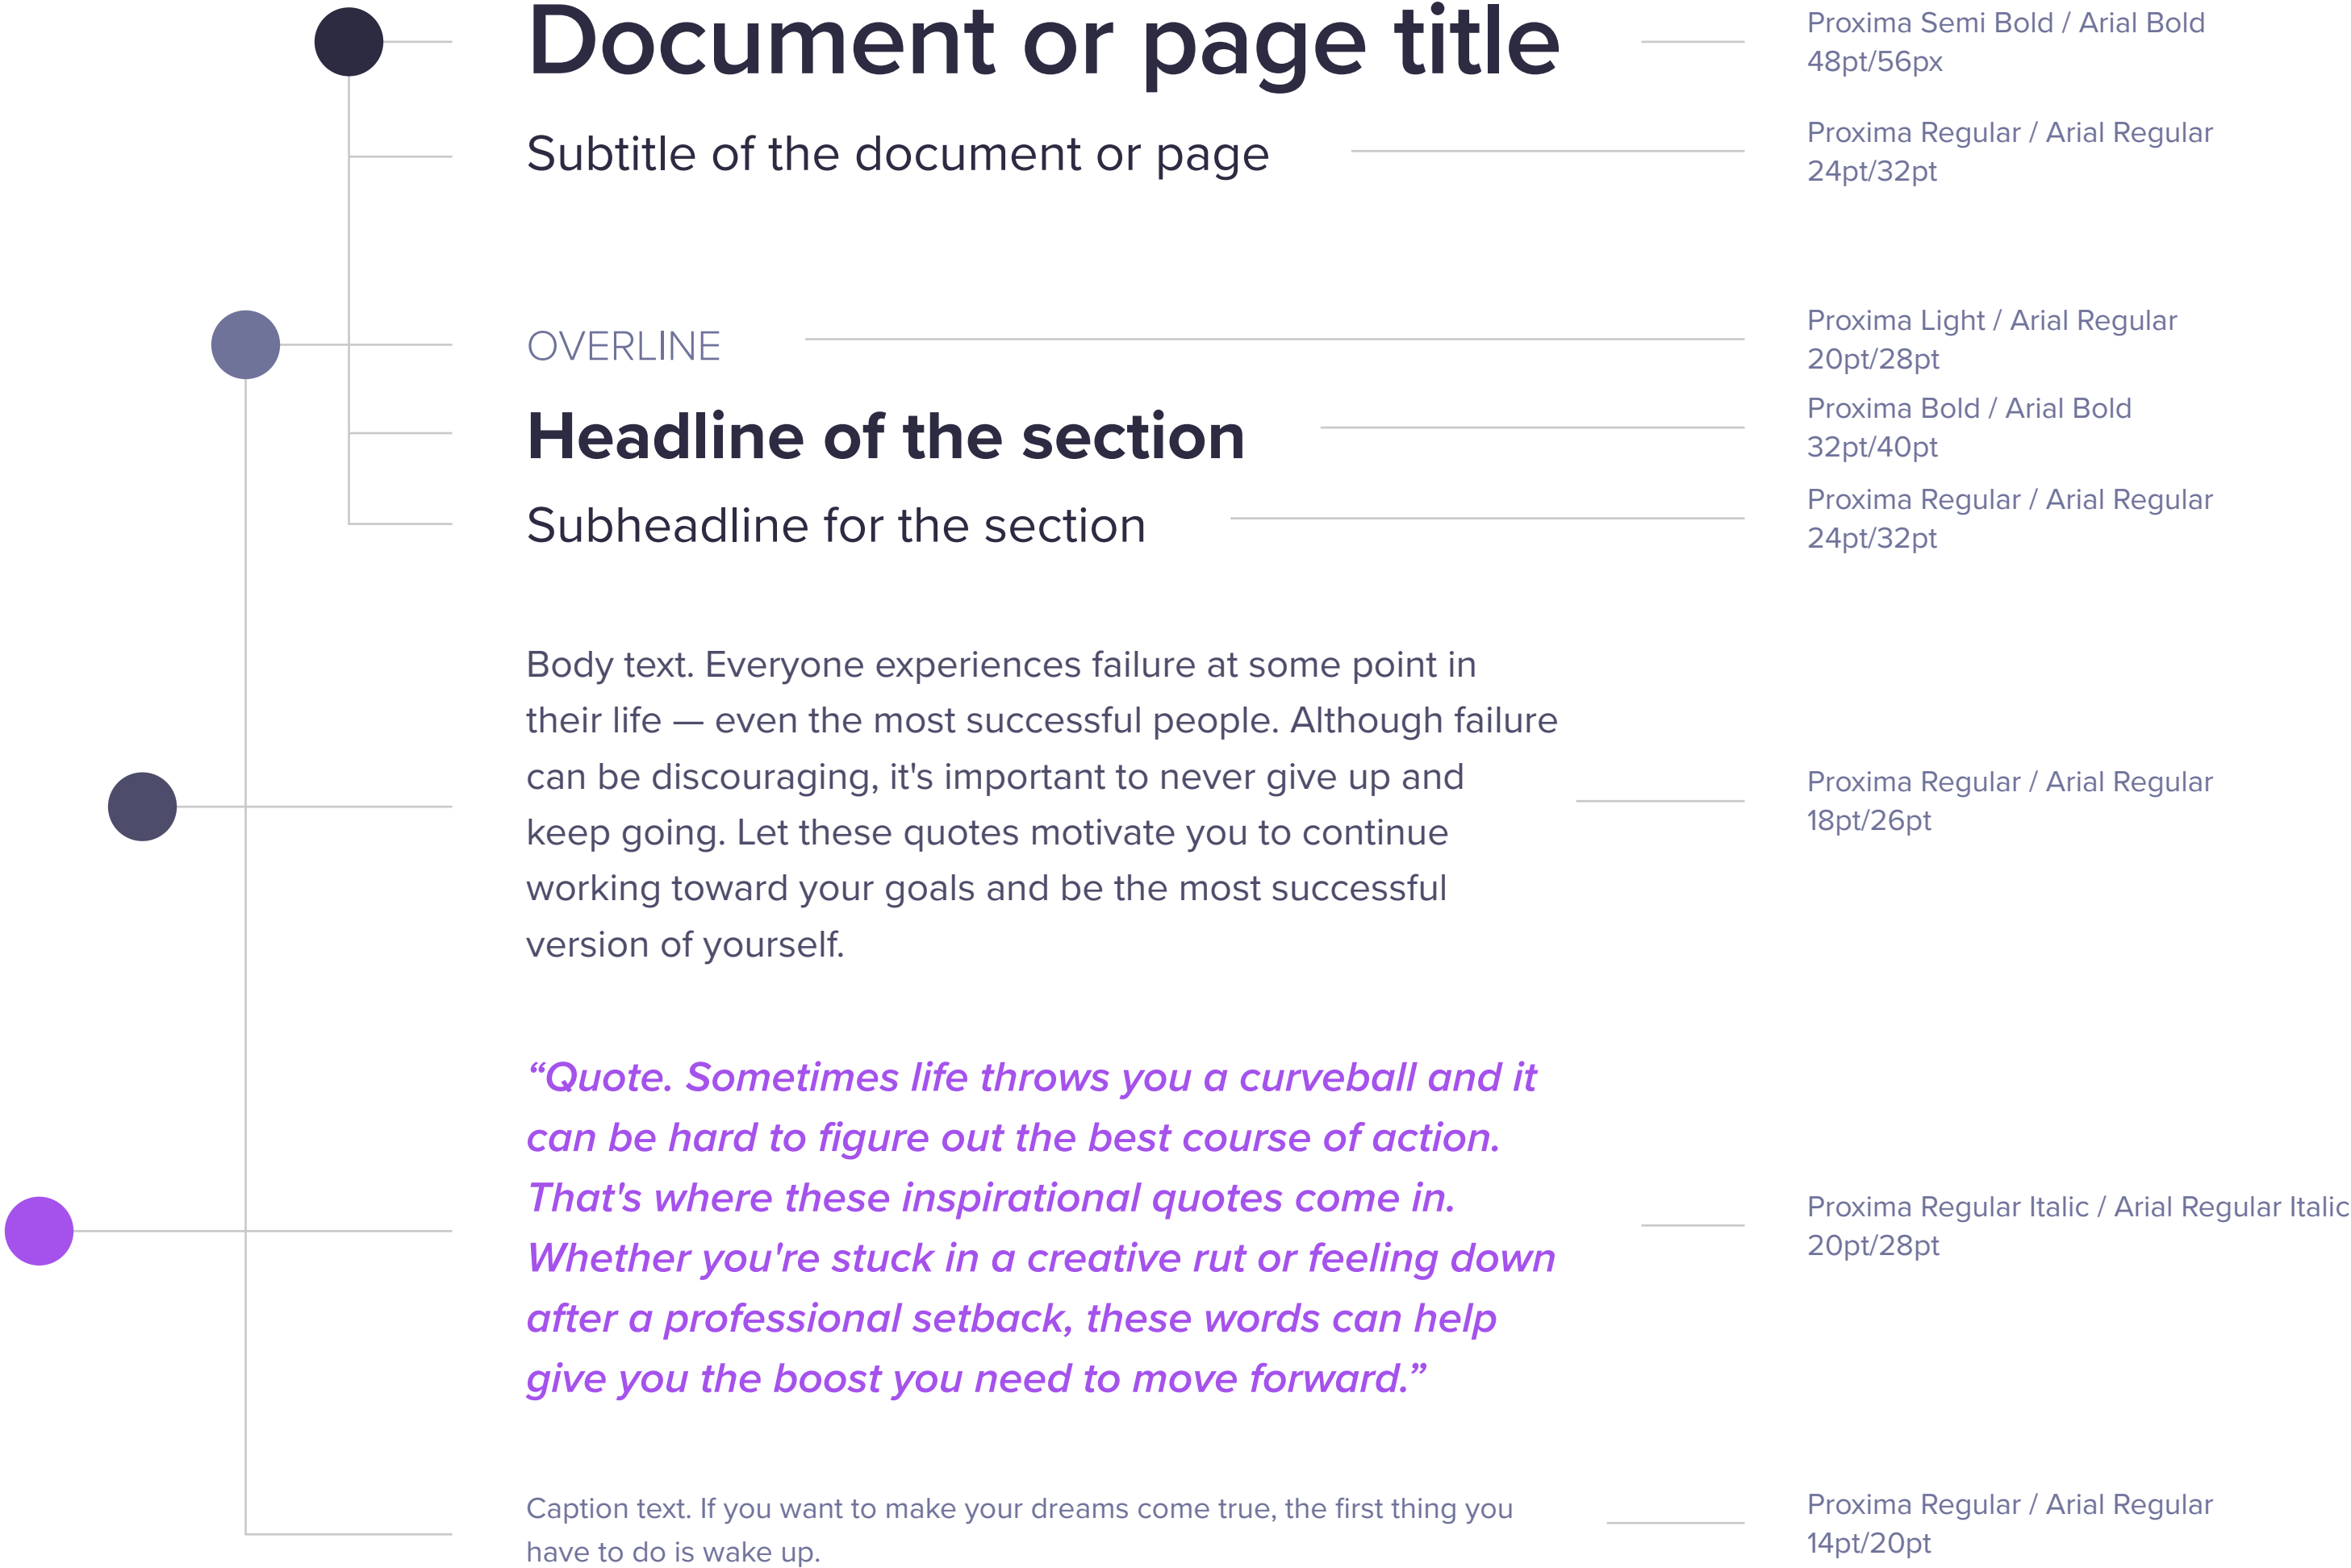 Document or page title
Proxima Semi Bold / Arial Bold
48pt/56px
Subtitle of the document or page
Proxima Regular / Arial Regular
24pt/32pt
OVERLINE
Proxima Light / Arial Regular
20pt/28pt
Headline of the section
Proxima Bold / Arial Bold
32pt/40pt
Subheadline for the section
Proxima Regular / Arial Regular
24pt/32pt
Body text. Everyone experiences failure at some point in
their life — even the most successful people. Although failure
can be discouraging, it's important to never give up and
keep going. Let these quotes motivate you to continue
working toward your goals and be the most successful
version of yourself.
Proxima Regular / Arial Regular
18pt/26pt
“Quote. Sometimes life throws you a curveball and it
can be hard to figure out the best course of action.
That's where these inspirational quotes come in.
Whether you're stuck in a creative rut or feeling down
after a professional setback, these words can help
give you the boost you need to move forward.”
Proxima Regular Italic / Arial Regular Italic
20pt/28pt
Caption text. If you want to make your dreams come true, the first thing you
have to do is wake up.
Proxima Regular / Arial Regular
14pt/20pt